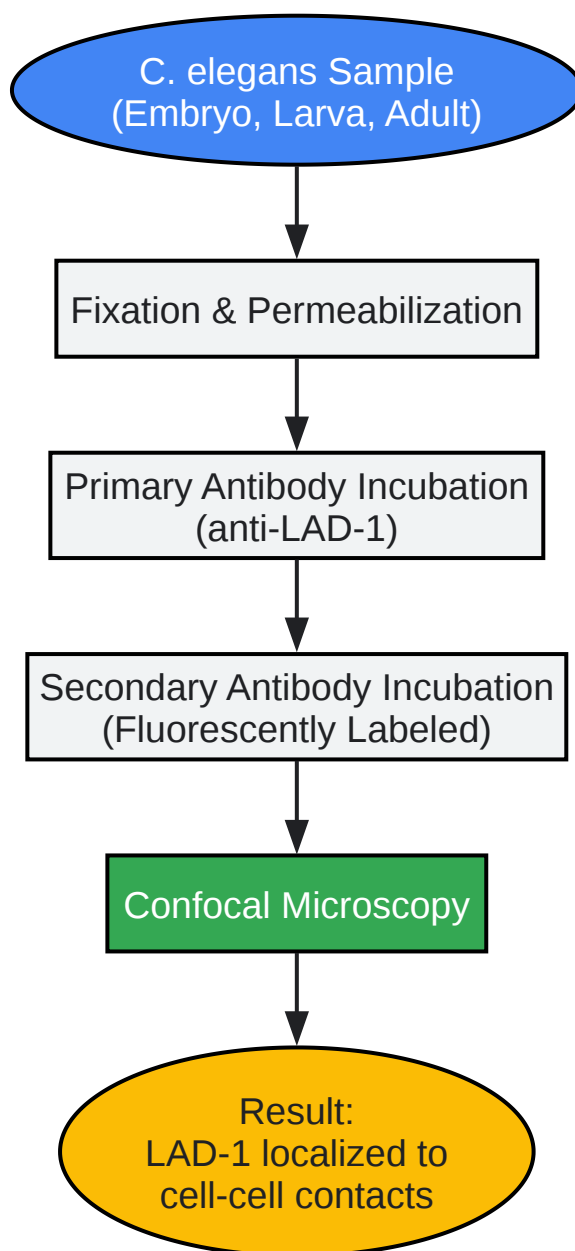 C. elegans Sample
(Embryo, Larva, Adult)
Fixation & Permeabilization
Primary Antibody Incubation
(anti-LAD-1)
Secondary Antibody Incubation
(Fluorescently Labeled)
Confocal Microscopy
Result:
LAD-1 localized to
cell-cell contacts